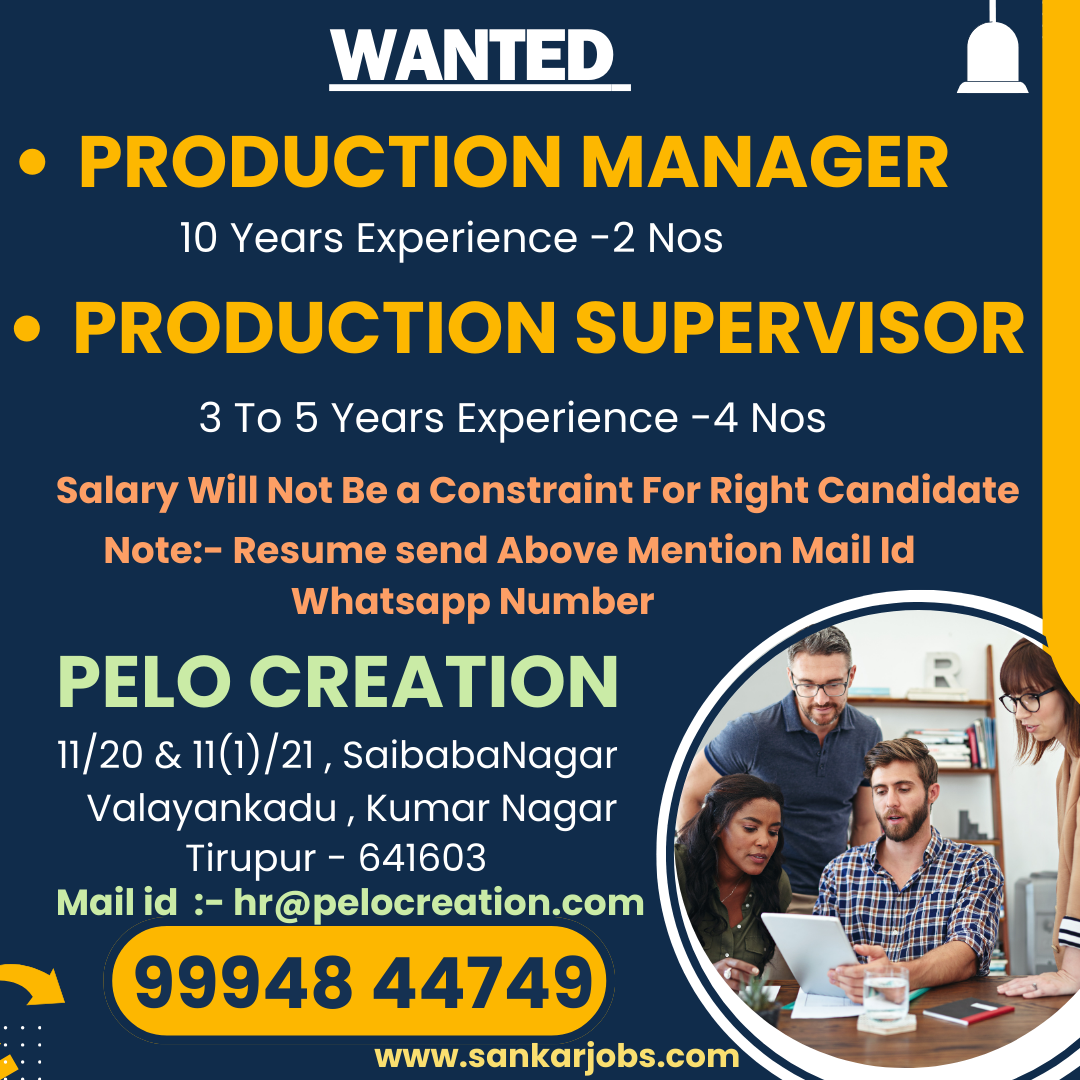 WANTED
• PRODUCTION MANAGER
10 Years Experience -2 Nos
• PRODUCTION SUPERVISOR
3 To 5 Years Experience -4 Nos
Salary Will Not Be a Constraint For Right Candidate
Note:- Resume send Above Mention Mail Id
Whatsapp Number
PELO CREATION
11/20 & 11(1)/21 , SaibabaNagar
Valayankadu , Kumar Nagar
Tirupur - 641603
Mail id :- hr@pelocreation.com
99948 44749
www.sankarjobs.com
R